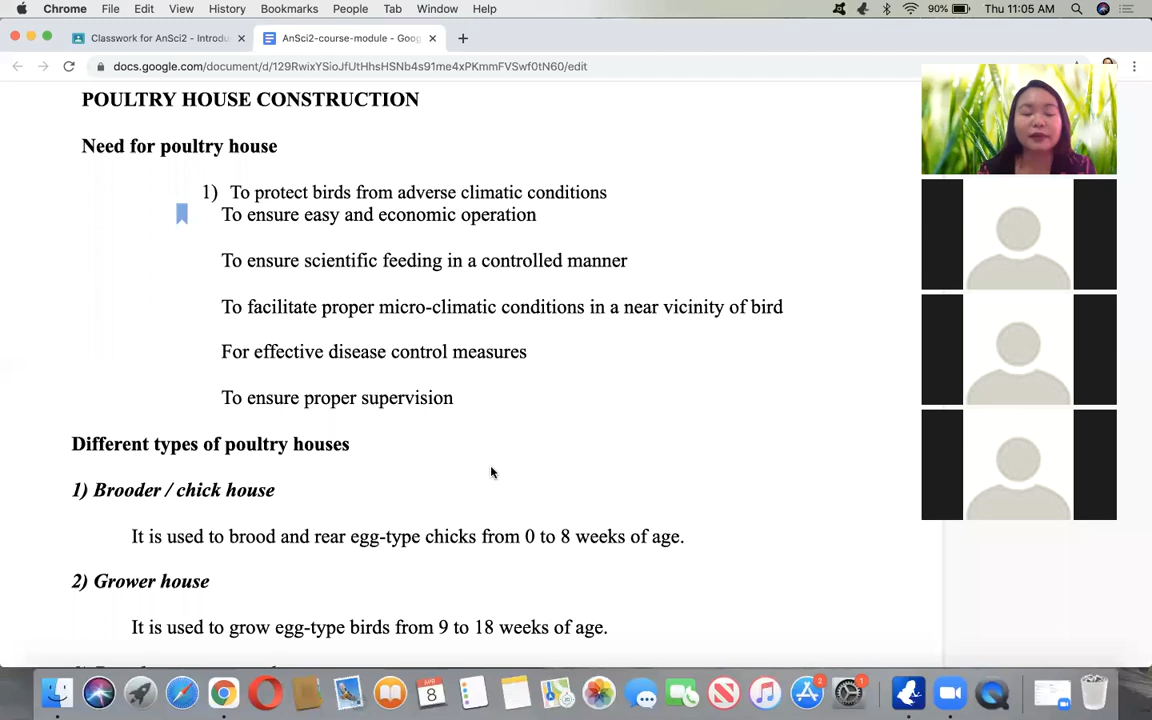 Chrome File Edit View History Bookmarks People Tab Window Help 90% Thu 11:05 AM
Classwork for AnSci2 - Introdu
AnSci2-course-module - Goog
docs.google.com/document/d/129RwixYSioJfUtHhsHSNb4s91me4xPKmmFVSwf0tN60/edit
POULTRY HOUSE CONSTRUCTION
Need for poultry house
1) To protect birds from adverse climatic conditions
To ensure easy and economic operation
To ensure scientific feeding in a controlled manner
To facilitate proper micro-climatic conditions in a near vicinity of bird
For effective disease control measures
To ensure proper supervision
Different types of poultry houses
1) Brooder / chick house
It is used to brood and rear egg-type chicks from 0 to 8 weeks of age.
2) Grower house
It is used to grow egg-type birds from 9 to 18 weeks of age.
8
2
1